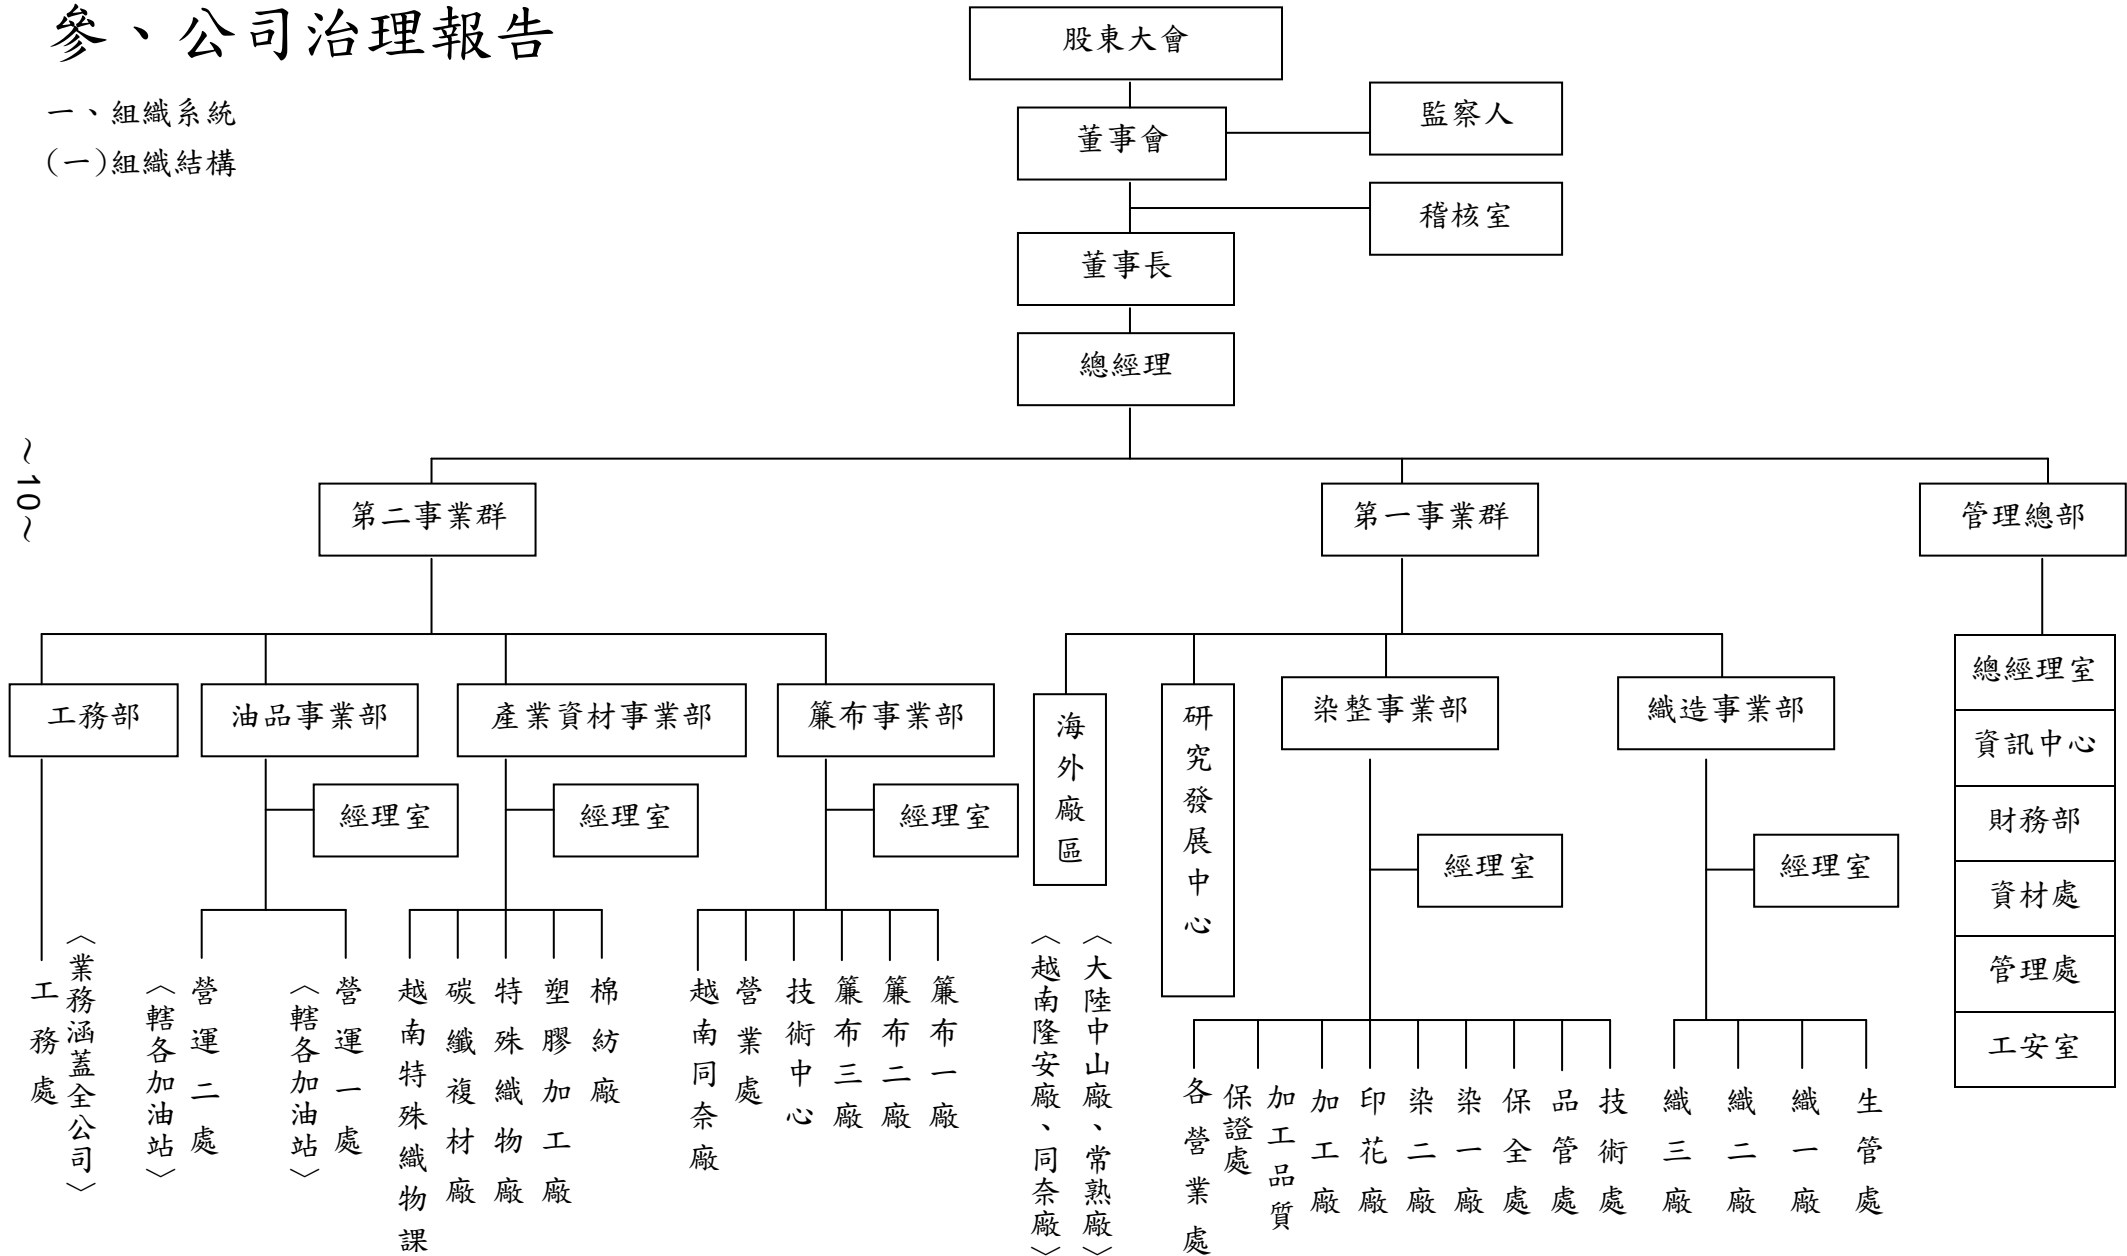 參、公司治理報告
一、組織系統
(一)組織結構
股東大會
董事會
監察人
稽核室
董事長
總經理
~10~
第二事業群
第一事業群
管理總部
工務部
油品事業部
產業資材事業部
簾布事業部
海外廠區
研究發展中心
染整事業部
織造事業部
總經理室
資訊中心
財務部
資材處
管理處
工安室
經理室
經理室
經理室
經理室
經理室
工務處
〈業務涵蓋全公司〉
營運二處
〈轄各加油站〉
營運一處
〈轄各加油站〉
越南特殊織物課
碳纖複材廠
特殊織物廠
塑膠加工廠
棉紡廠
越南同奈廠
營業處
技術中心
簾布三廠
簾布二廠
簾布一廠
〈大陸中山廠、常熟廠〉
〈越南隆安廠、同奈廠〉
各營業處
加工品質
保證處
加工廠
印花廠
染二廠
染一廠
保全處
品管處
技術處
織三廠
織二廠
織一廠
生管處